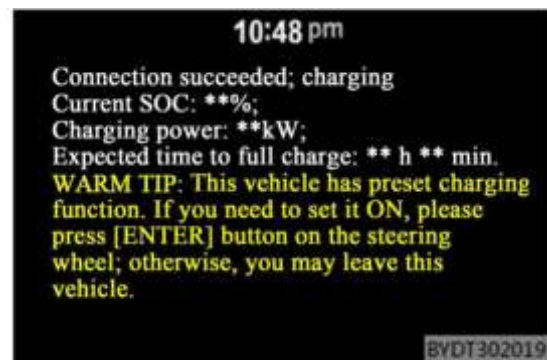 10:48 pm
Connection succeeded; charging
Current SOC: **%;
Charging power: **kW;
Expected time to full charge: ** h ** min.
WARM TIP: This vehicle has preset charging
function. If you need to set it ON, please
press [ENTER] button on the steering
wheel; otherwise, you may leave this
vehicle.
BYDT302019